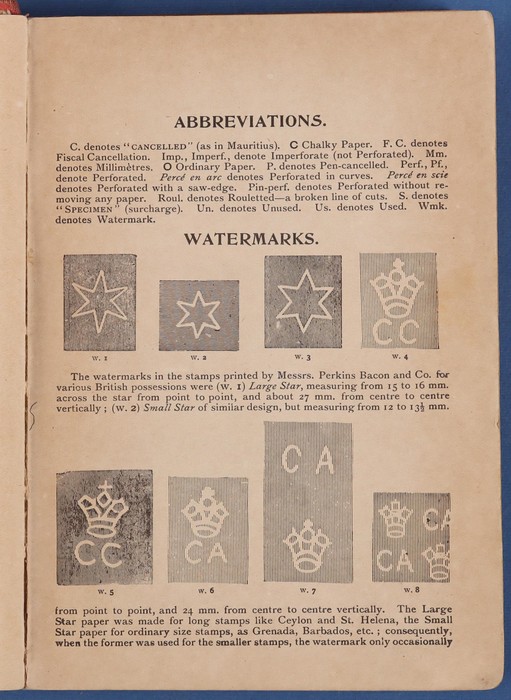 ABBREVIATIONS.
C. denotes "CANCELLED" (as in Mauritius). C Chalky Paper. F. C. denotes
Fiscal Cancellation. Imp., Imperf., denote Imperforate (not Perforated). Mm.
denotes Millimètres. O Ordinary Paper. P. denotes Pen-cancelled. Perf., Pf.,
denote Perforated. Percé en arc denotes Perforated in curves. Percé en scie
denotes Perforated with a saw-edge. Pin-perf. denotes Perforated without re-
moving any paper. Roul. denotes Rouletted—a broken line of cuts. S. denotes
"SPECIMEN" (surcharge). Un. denotes Unused. Us. denotes Used. Wmk.
denotes Watermark.
WATERMARKS.
CC
W. 1 W. 2 W. 3 W. 4
The watermarks in the stamps printed by Messrs. Perkins Bacon and Co. for
various British possessions were (W. 1) Large Star, measuring from 15 to 16 mm.
across the star from point to point, and about 27 mm. from centre to centre
vertically ; (W. 2) Small Star of similar design, but measuring from 12 to 13½ mm.
CA
CA
CC CA CA
W. 5 W. 6 W. 7 W. 8
from point to point, and 24 mm. from centre to centre vertically. The Large
Star paper was made for long stamps like Ceylon and St. Helena, the Small
Star paper for ordinary size stamps, as Grenada, Barbados, etc. ; consequently,
when the former was used for the smaller stamps, the watermark only occasionally